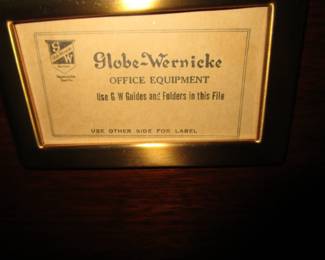 G
W
Globe-Wernicke
OFFICE EQUIPMENT
Use G W Guides and Folders in this File
USE OTHER SIDE FOR LABEL